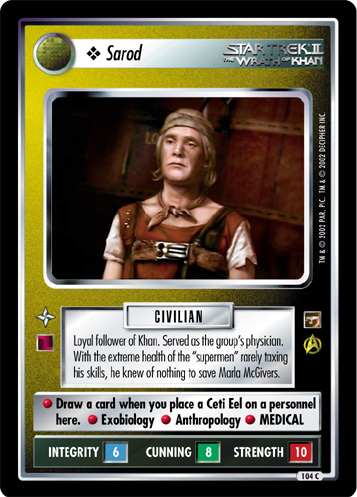 ❖ Sarod
STAR TREK II
THE WRATH OF KHAN
™ & © 2002 PAR. PIC. TM & © 2002 DECIPHER INC.
CIVILIAN
Loyal follower of Khan. Served as the group's physician.
With the extreme health of the "supermen" rarely taxing
his skills, he knew of nothing to save Marla McGivers.
• Draw a card when you place a Ceti Eel on a personnel
here. • Exobiology • Anthropology • MEDICAL
INTEGRITY 6 CUNNING 8 STRENGTH 10
104 C